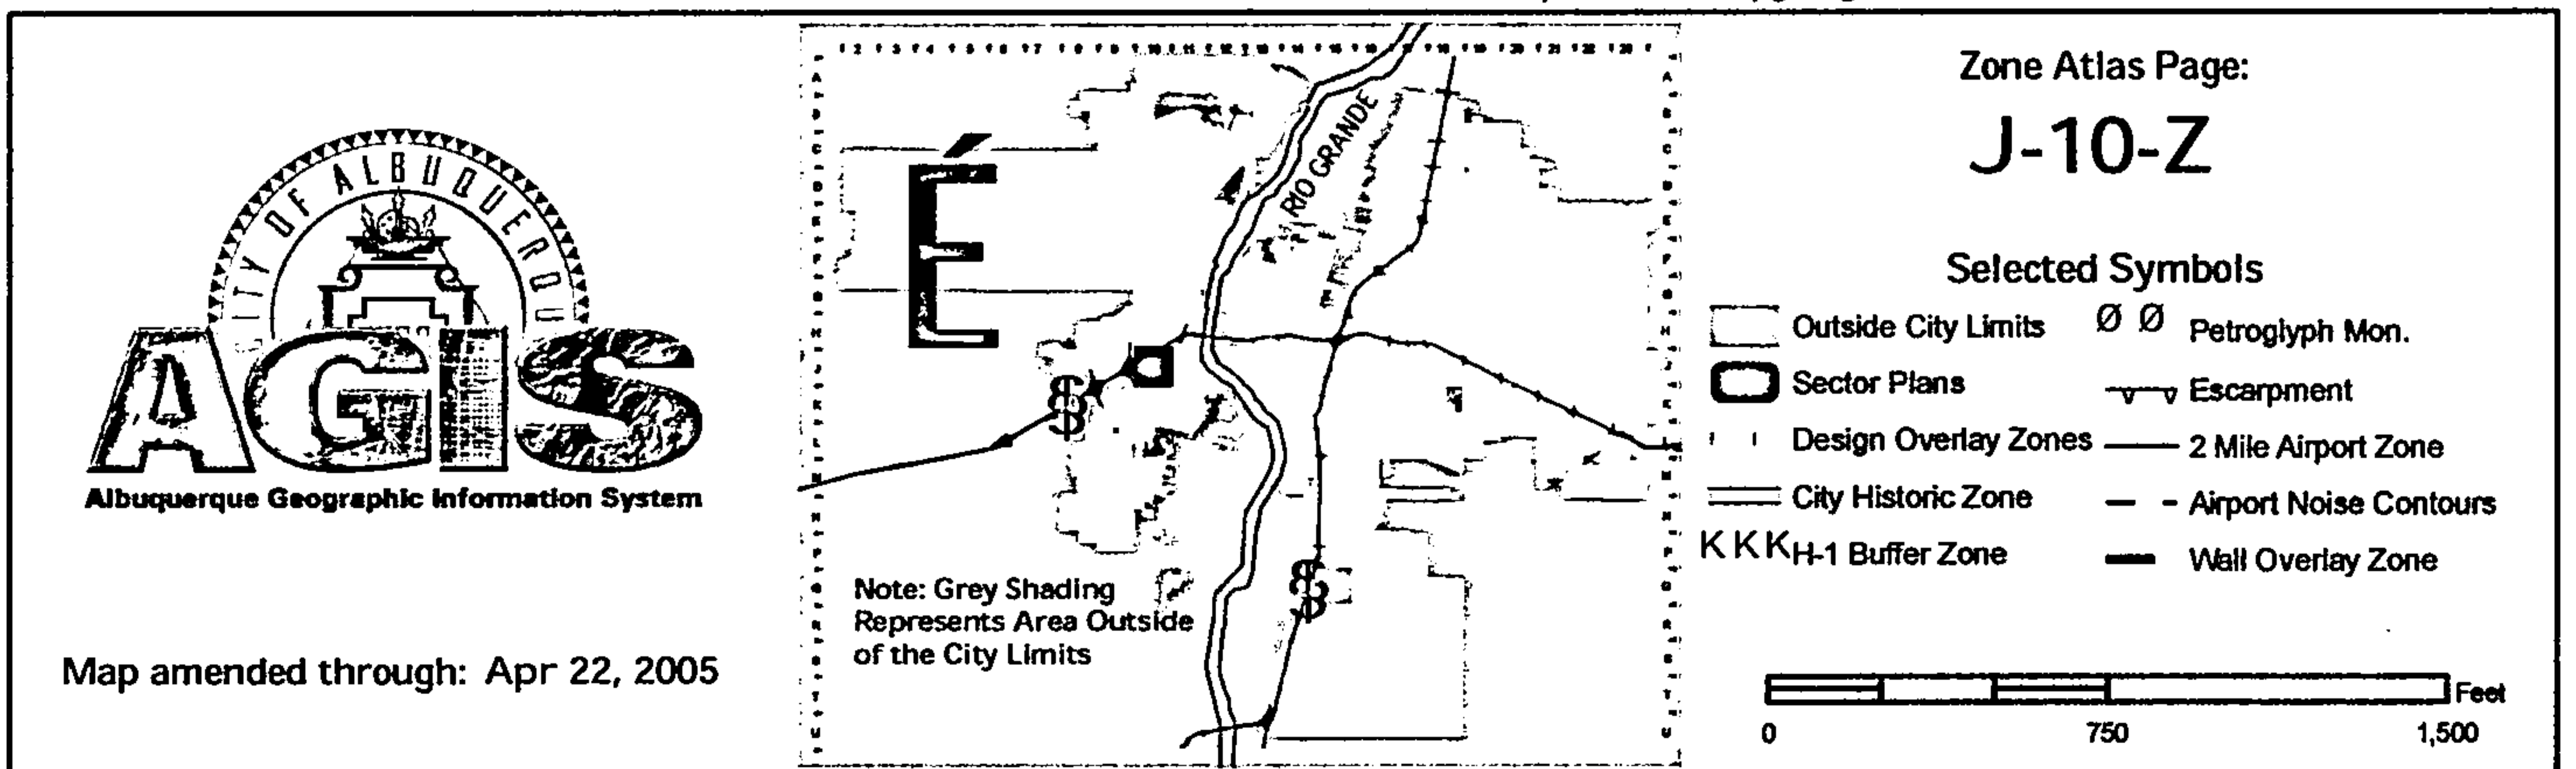 CITY OF ALBUQUERQU
AGIS
Albuquerque Geographic Information System
Map amended through: Apr 22, 2005
É
RIO GRANDE
$
$
Note: Grey Shading
Represents Area Outside
of the City Limits
Zone Atlas Page:
J-10-Z
Selected Symbols
Outside City Limits
Ø Ø Petroglyph Mon.
Sector Plans
Escarpment
Design Overlay Zones
2 Mile Airport Zone
City Historic Zone
Airport Noise Contours
K K K H-1 Buffer Zone
Wall Overlay Zone
Feet
0 750 1,500